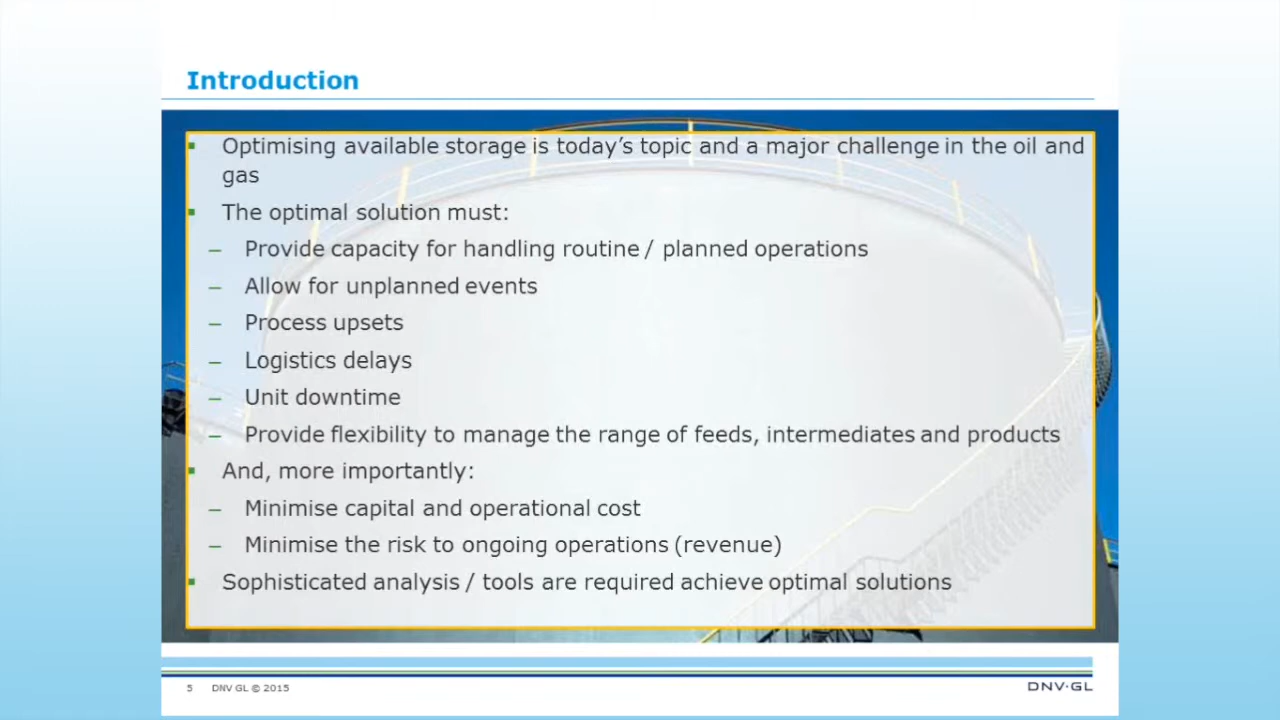 Introduction
Optimising available storage is today's topic and a major challenge in the oil and
gas
The optimal solution must:
– Provide capacity for handling routine / planned operations
– Allow for unplanned events
– Process upsets
– Logistics delays
– Unit downtime
– Provide flexibility to manage the range of feeds, intermediates and products
And, more importantly:
– Minimise capital and operational cost
– Minimise the risk to ongoing operations (revenue)
Sophisticated analysis / tools are required achieve optimal solutions
5 DNV GL © 2015
DNV·GL